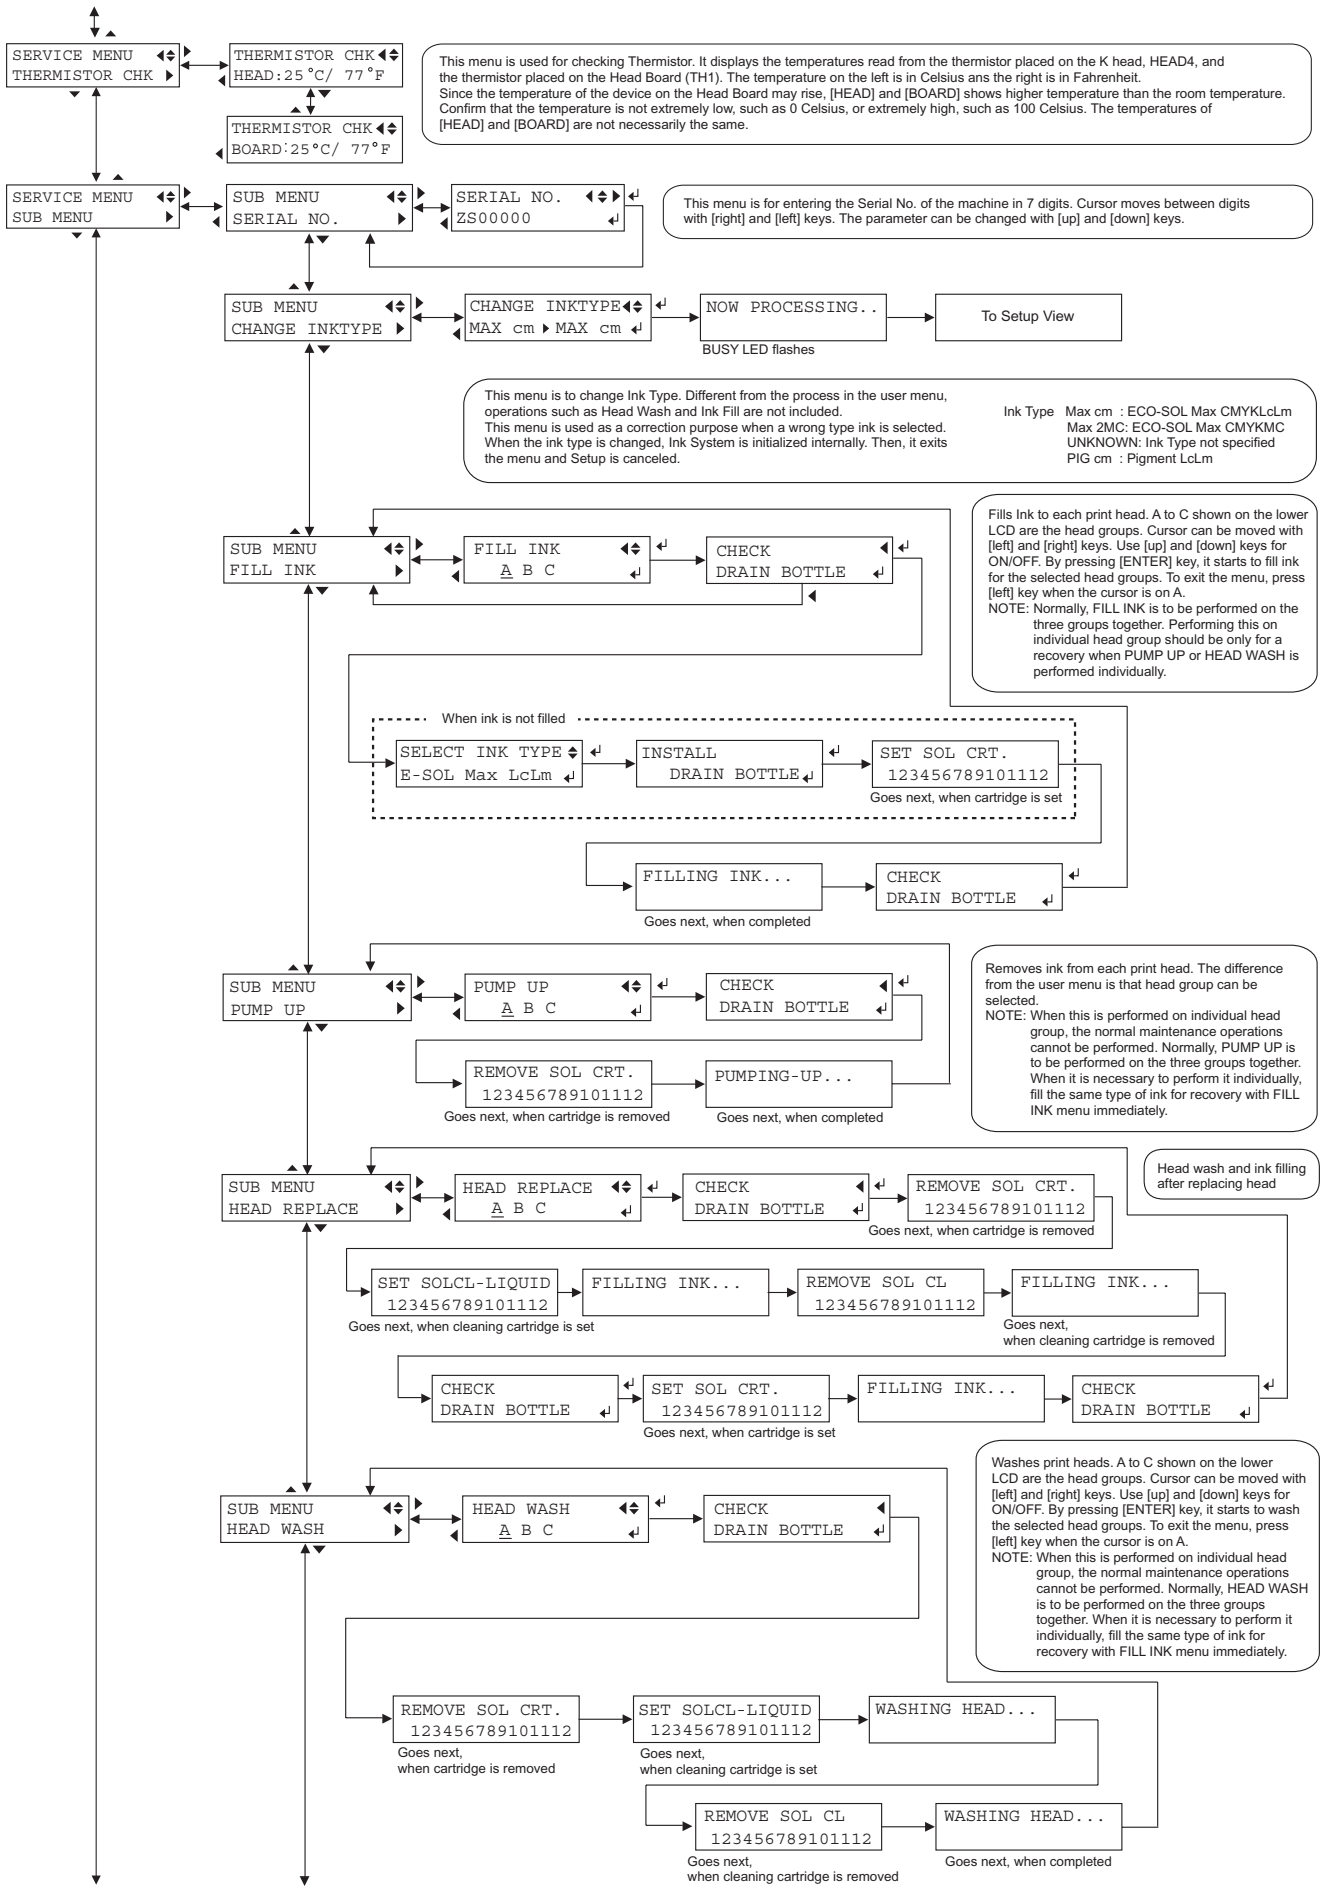 SERVICE MENU
THERMISTOR CHK
THERMISTOR CHK
HEAD:25°C/ 77°F
THERMISTOR CHK
BOARD:25°C/ 77°F
This menu is used for checking Thermistor. It displays the temperatures read from the thermistor placed on the K head, HEAD4, and
the thermistor placed on the Head Board (TH1). The temperature on the left is in Celsius ans the right is in Fahrenheit.
Since the temperature of the device on the Head Board may rise, [HEAD] and [BOARD] shows higher temperature than the room temperature.
Confirm that the temperature is not extremely low, such as 0 Celsius, or extremely high, such as 100 Celsius. The temperatures of
[HEAD] and [BOARD] are not necessarily the same.
SERVICE MENU
SUB MENU
SUB MENU
SERIAL NO.
SERIAL NO.
ZS00000
This menu is for entering the Serial No. of the machine in 7 digits. Cursor moves between digits
with [right] and [left] keys. The parameter can be changed with [up] and [down] keys.
SUB MENU
CHANGE INKTYPE
CHANGE INKTYPE
MAX cm MAX cm
NOW PROCESSING..
BUSY LED flashes
To Setup View
This menu is to change Ink Type. Different from the process in the user menu,
operations such as Head Wash and Ink Fill are not included.
This menu is used as a correction purpose when a wrong type ink is selected.
When the ink type is changed, Ink System is initialized internally. Then, it exits
the menu and Setup is canceled.
Ink Type Max cm : ECO-SOL Max CMYKLcLm
Max 2MC: ECO-SOL Max CMYKMC
UNKNOWN: Ink Type not specified
PIG cm : Pigment LcLm
SUB MENU
FILL INK
FILL INK
A B C
CHECK
DRAIN BOTTLE
Fills Ink to each print head. A to C shown on the lower
LCD are the head groups. Cursor can be moved with
[left] and [right] keys. Use [up] and [down] keys for
ON/OFF. By pressing [ENTER] key, it starts to fill ink
for the selected head groups. To exit the menu, press
[left] key when the cursor is on A.
NOTE: Normally, FILL INK is to be performed on the
three groups together. Performing this on
individual head group should be only for a
recovery when PUMP UP or HEAD WASH is
performed individually.
When ink is not filled
SELECT INK TYPE
E-SOL Max LcLm
INSTALL
DRAIN BOTTLE
SET SOL CRT.
123456789101112
Goes next, when cartridge is set
FILLING INK...
Goes next, when completed
CHECK
DRAIN BOTTLE
SUB MENU
PUMP UP
PUMP UP
A B C
CHECK
DRAIN BOTTLE
REMOVE SOL CRT.
123456789101112
Goes next, when cartridge is removed
PUMPING-UP...
Goes next, when completed
Removes ink from each print head. The difference
from the user menu is that head group can be
selected.
NOTE: When this is performed on individual head
group, the normal maintenance operations
cannot be performed. Normally, PUMP UP is
to be performed on the three groups together.
When it is necessary to perform it individually,
fill the same type of ink for recovery with FILL
INK menu immediately.
SUB MENU
HEAD REPLACE
HEAD REPLACE
A B C
CHECK
DRAIN BOTTLE
REMOVE SOL CRT.
123456789101112
Goes next, when cartridge is removed
Head wash and ink filling
after replacing head
SET SOLCL-LIQUID
123456789101112
Goes next, when cleaning cartridge is set
FILLING INK...
REMOVE SOL CL
123456789101112
FILLING INK...
Goes next,
when cleaning cartridge is removed
CHECK
DRAIN BOTTLE
SET SOL CRT.
123456789101112
Goes next, when cartridge is set
FILLING INK...
CHECK
DRAIN BOTTLE
SUB MENU
HEAD WASH
HEAD WASH
A B C
CHECK
DRAIN BOTTLE
Washes print heads. A to C shown on the lower
LCD are the head groups. Cursor can be moved with
[left] and [right] keys. Use [up] and [down] keys for
ON/OFF. By pressing [ENTER] key, it starts to wash
the selected head groups. To exit the menu, press
[left] key when the cursor is on A.
NOTE: When this is performed on individual head
group, the normal maintenance operations
cannot be performed. Normally, HEAD WASH
is to be performed on the three groups
together. When it is necessary to perform it
individually, fill the same type of ink for
recovery with FILL INK menu immediately.
REMOVE SOL CRT.
123456789101112
Goes next,
when cartridge is removed
SET SOLCL-LIQUID
123456789101112
Goes next,
when cleaning cartridge is set
WASHING HEAD...
REMOVE SOL CL
123456789101112
Goes next,
when cleaning cartridge is removed
WASHING HEAD...
Goes next, when completed